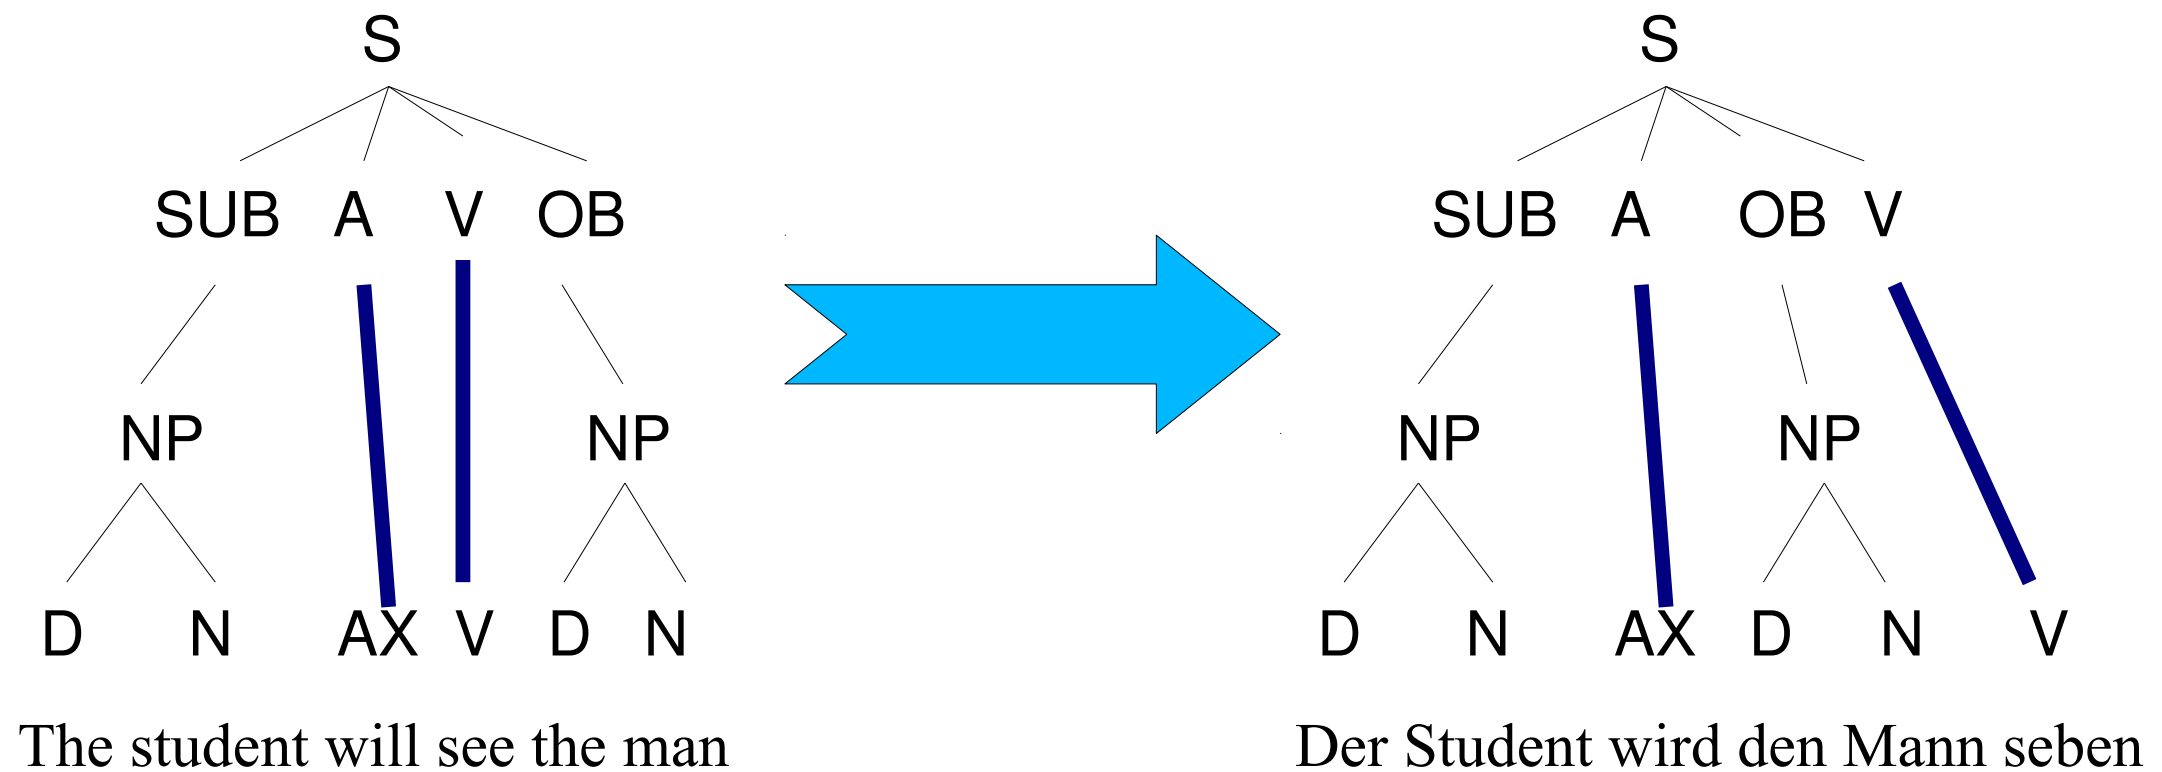 S
SUB A V OB
NP NP
D N AX V D N
The student will see the man
S
SUB A OB V
NP NP
D N AX D N V
Der Student wird den Mann seben